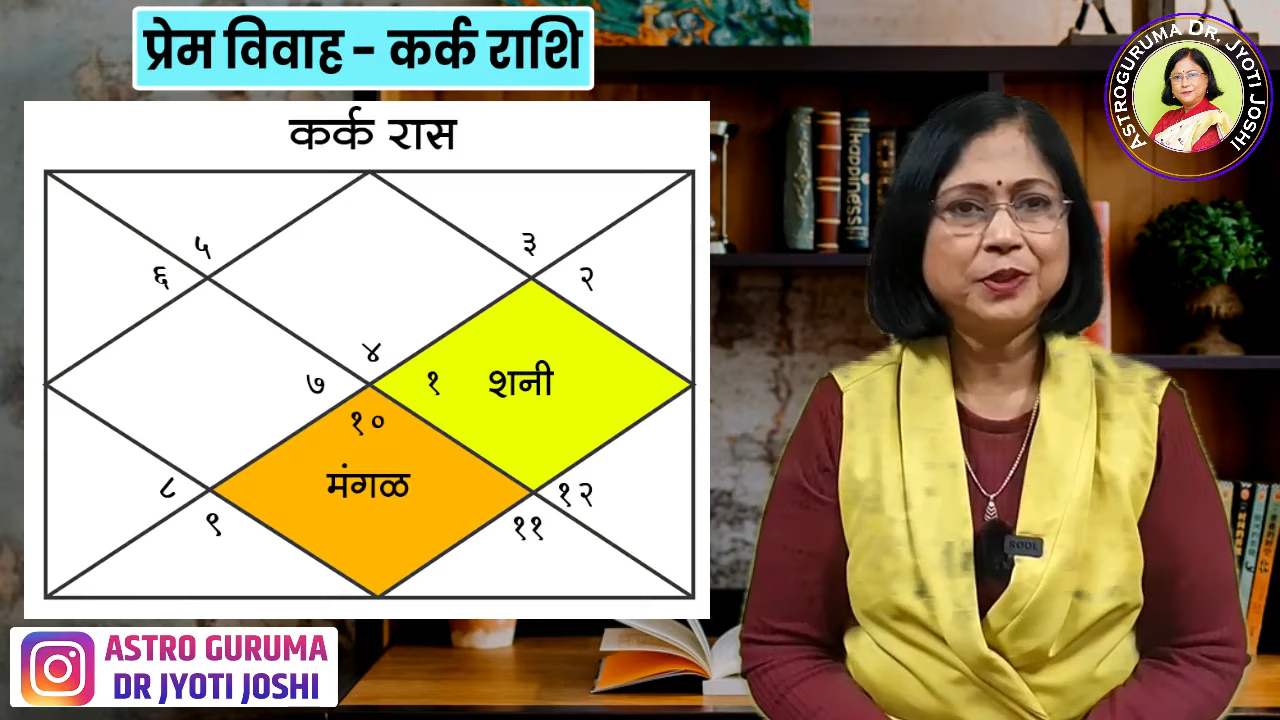 प्रेम विवाह - कर्क राशि
ASTROGURUMA DR. JYOTI JOSHI
कर्क रास
५
३
६
२
४
७
१
शनी
१०
मंगळ
८
१२
९
११
happiness
ASTRO GURUMA
DR JYOTI JOSHI